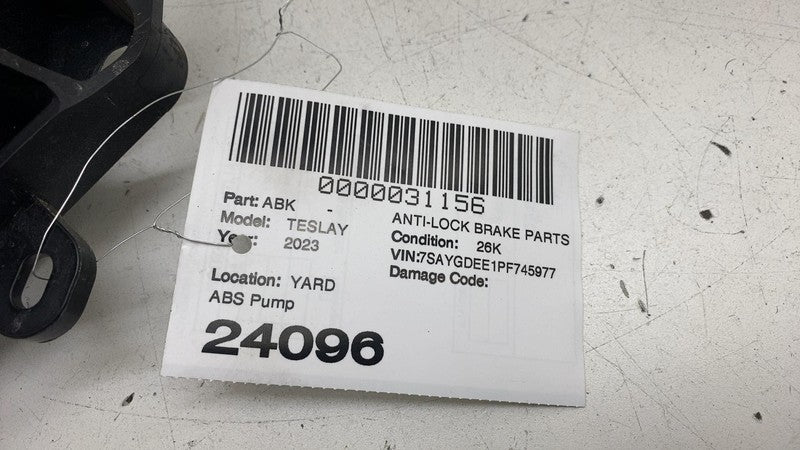 0000031156
Part: ABK -
ANTI-LOCK BRAKE PARTS
Model: TESLAY
Condition: 26K
Year: 2023
VIN:7SAYGDEE1PF745977
Damage Code:
Location: YARD
ABS Pump
24096